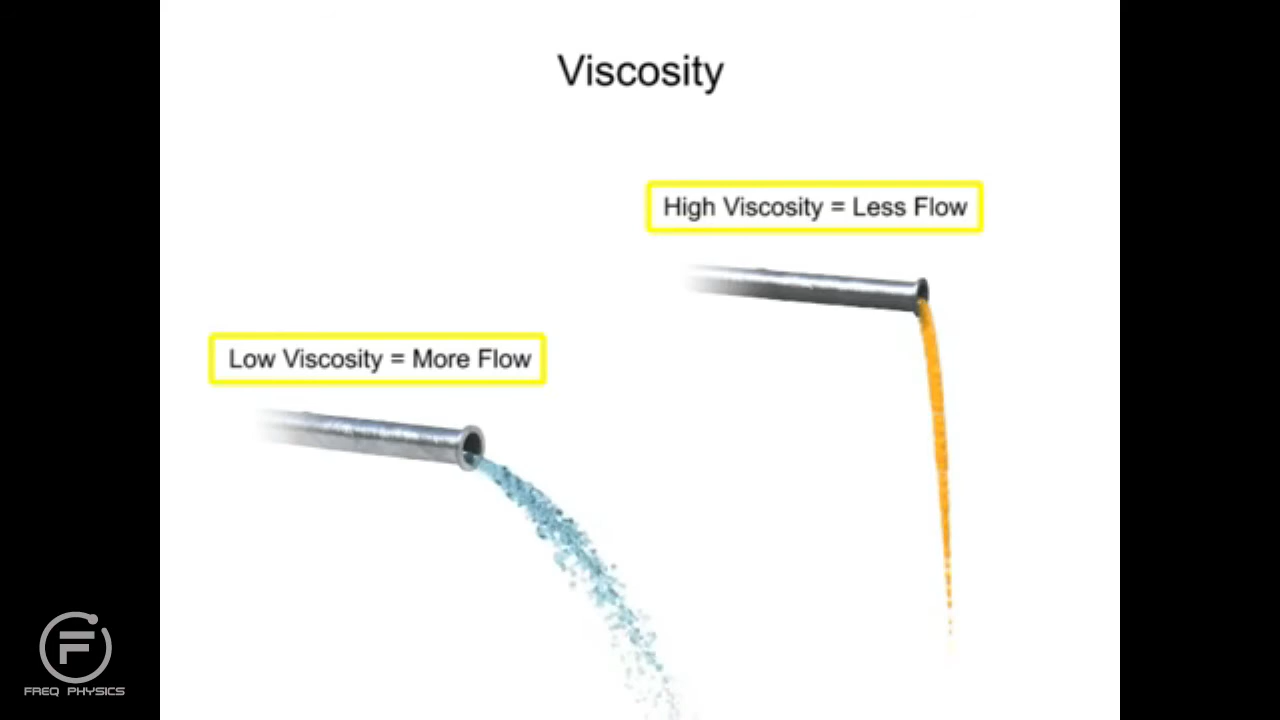 Viscosity
High Viscosity = Less Flow
Low Viscosity = More Flow
F
FREQ PHYSICS